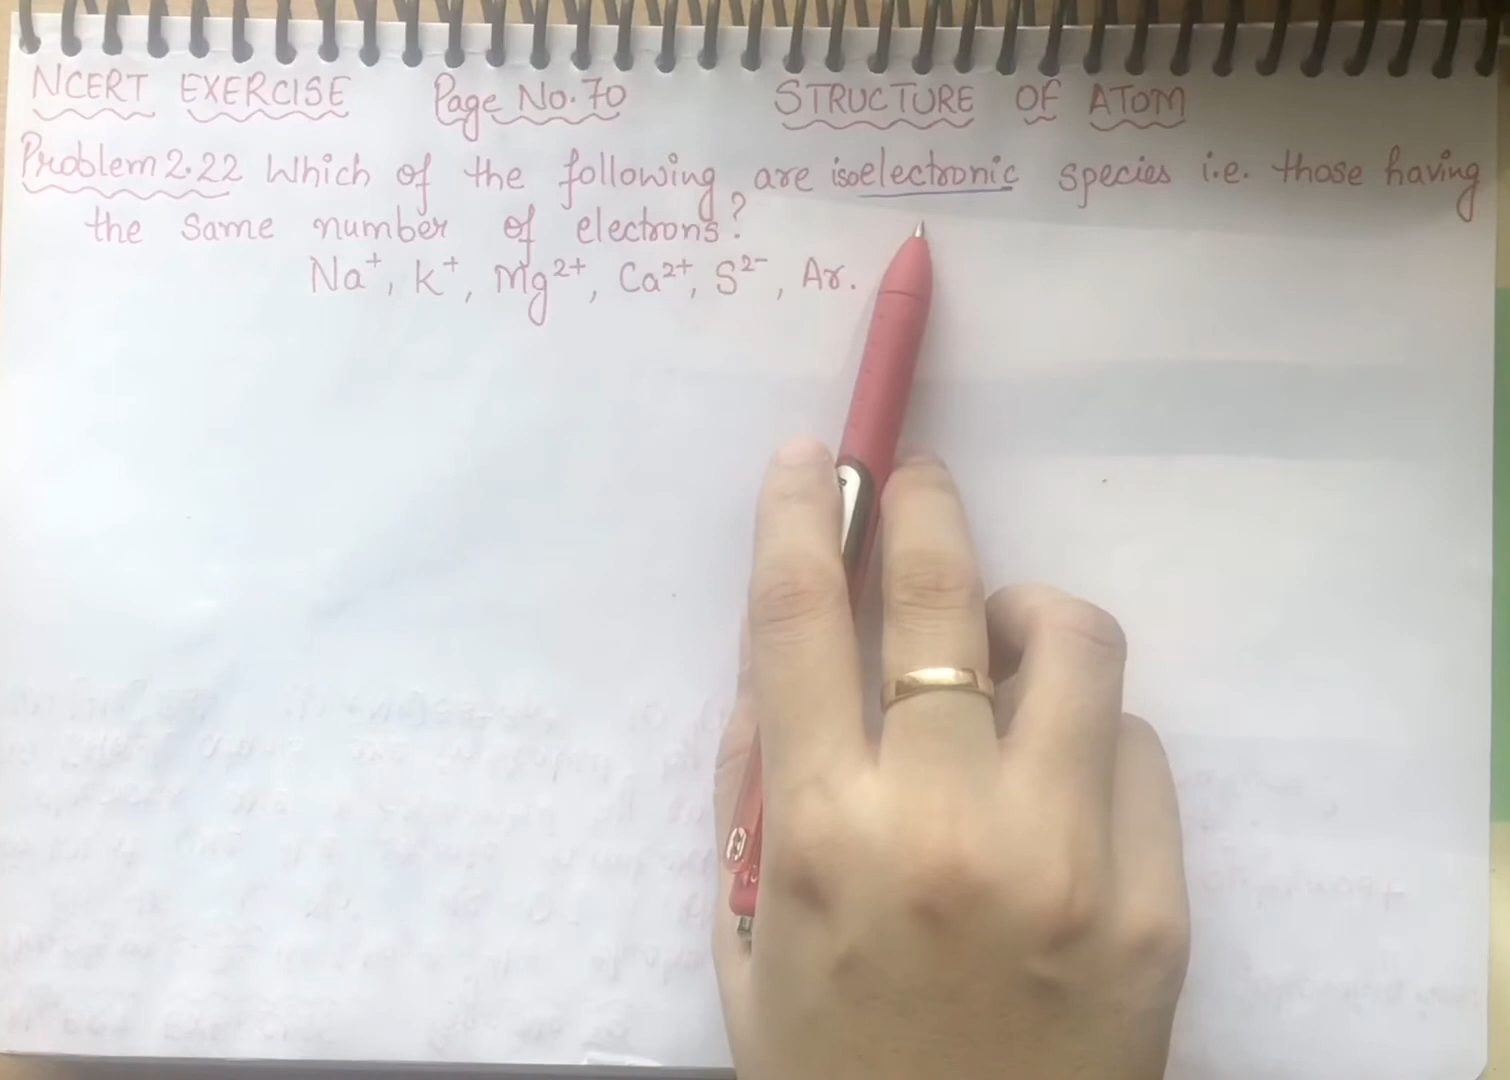 NCERT EXERCISE Page No. 70 STRUCTURE OF ATOM
Problem 2.22 Which of the following are isoelectronic species i.e. those having
the same number of electrons?
Na⁺, K⁺, Mg²⁺, Ca²⁺, S²⁻, Ar.